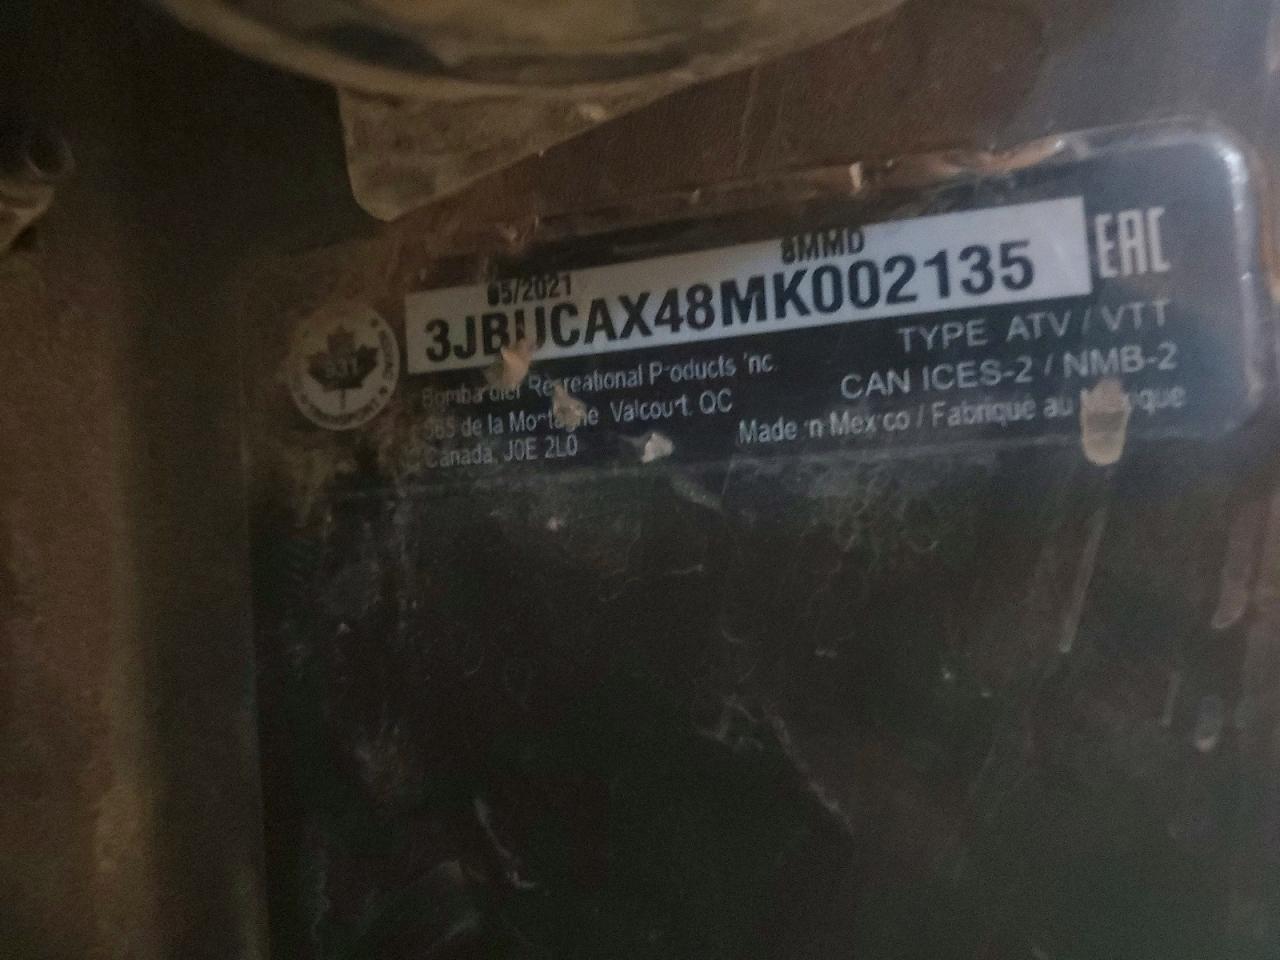 05/2021 8MMD
3JBUCAX48MK002135
EAC
331
Bombardier Recreational Products Inc.
565 de la Montagne Valcourt, QC
Canada, J0E 2L0
TYPE ATV / VTT
CAN ICES-2 / NMB-2
Made in Mexico / Fabriqué au Mexique